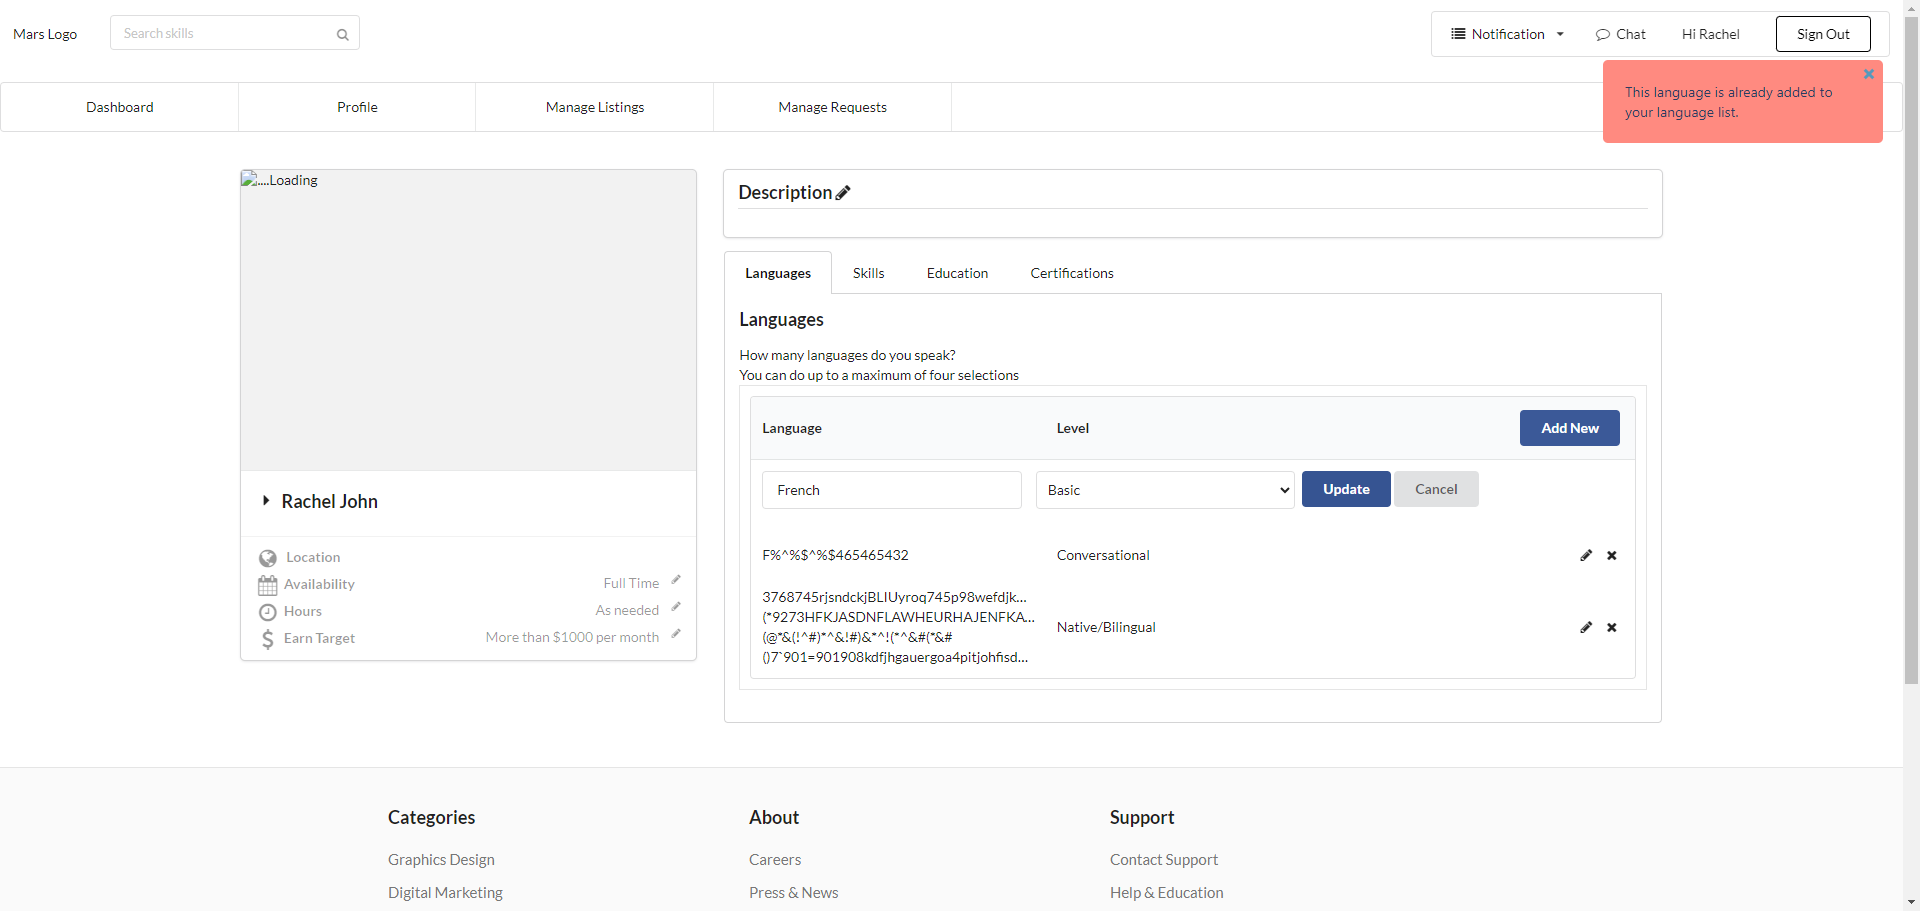 Mars Logo
Search skills
Notification
Chat
Hi Rachel
Sign Out
This language is already added to
your language list.
Dashboard
Profile
Manage Listings
Manage Requests
....Loading
Rachel John
Location
Availability
Full Time
Hours
As needed
Earn Target
More than $1000 per month
Description
Languages
Skills
Education
Certifications
Languages
How many languages do you speak?
You can do up to a maximum of four selections
Language
Level
Add New
French
Basic
Update
Cancel
F%^%$^%$465465432
Conversational
3768745rjsndckjBLIUyroq745p98wefdjk...
(*9273HFKJASDNFLAWHEURHAJENFKA...
(@*&(!^#)*^&!#)&*^!(*^&#(*&#
()7`901=901908kdfjhgauergoa4pitjohfisd...
Native/Bilingual
Categories
Graphics Design
Digital Marketing
About
Careers
Press & News
Support
Contact Support
Help & Education